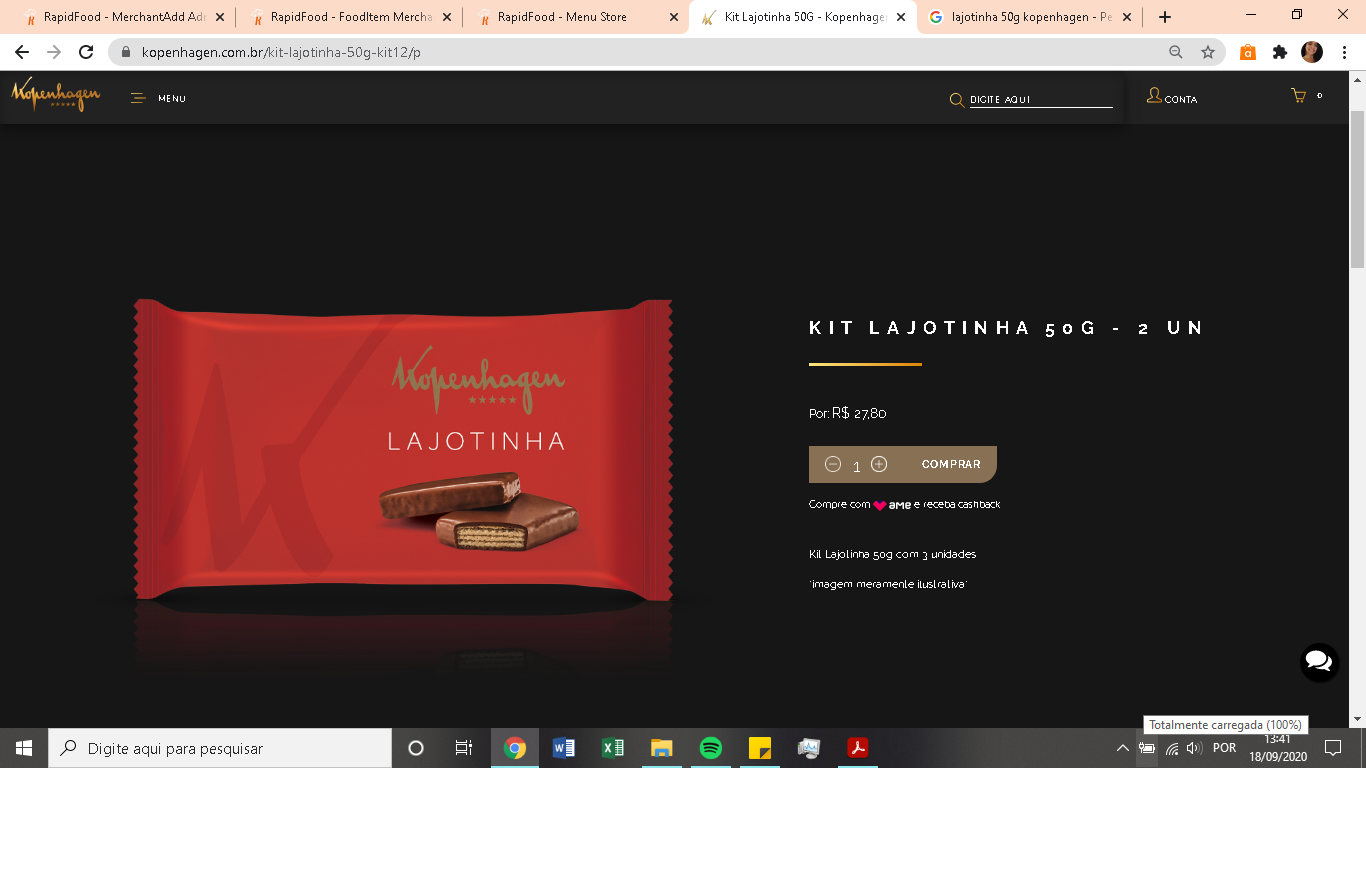 RapidFood - MerchantAdd Adr
RapidFood - FoodItem Mercha
RapidFood - Menu Store
Kit Lajotinha 50G - Kopenhagen
lajotinha 50g kopenhagen - Pe
kopenhagen.com.br/kit-lajotinha-50g-kit12/p
Kopenhagen
MENU
DIGITE AQUI
CONTA
0
Kopenhagen
LAJOTINHA
KIT LAJOTINHA 50G - 2 UN
Por: R$ 27,80
1 COMPRAR
Compre com AME e receba cashback
Kit Lajotinha 50g com 3 unidades
*imagem meramente ilustrativa*
Totalmente carregada (100%)
Digite aqui para pesquisar
POR
13:41
18/09/2020